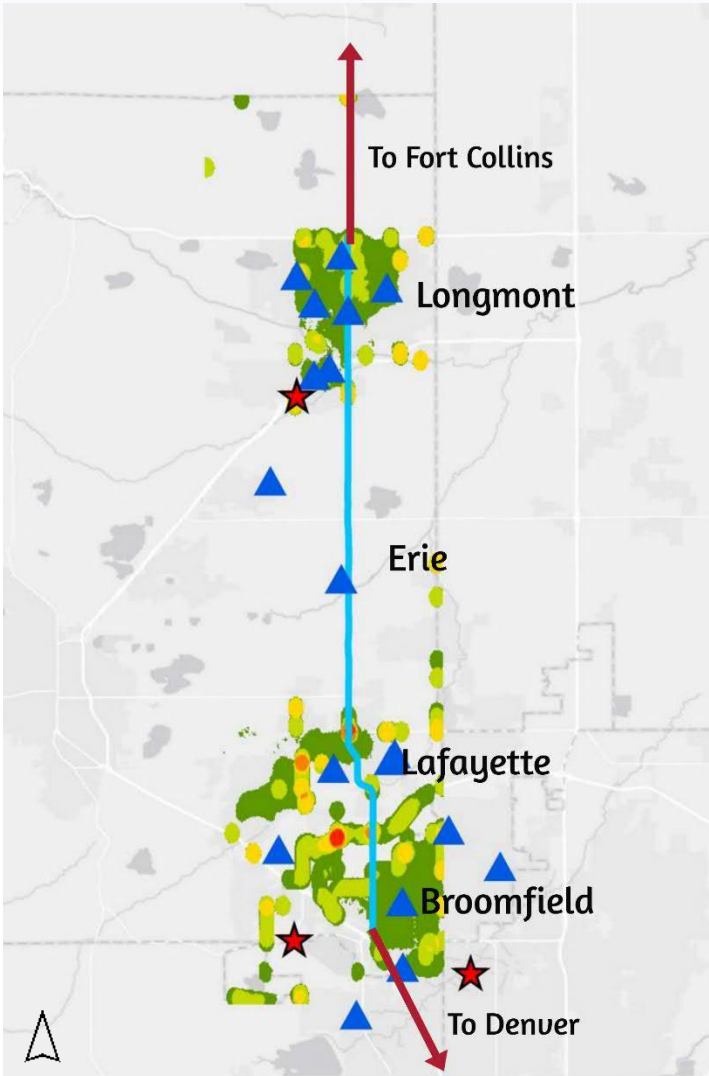 To Fort Collins
Longmont
Erie
Lafayette
Broomfield
To Denver